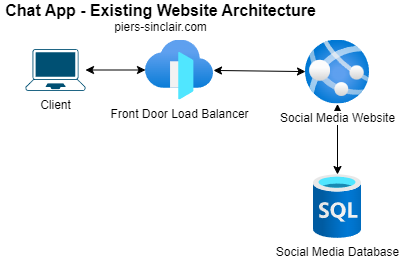 Chat App - Existing Website Architecture
piers-sinclair.com
Client
Front Door Load Balancer
Social Media Website
SQL
Social Media Database